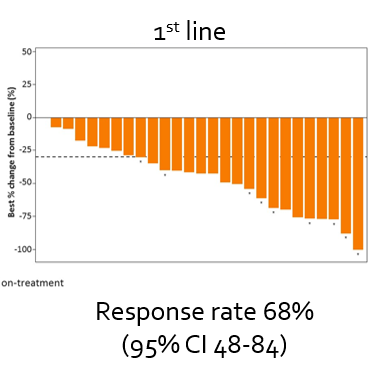 1st line
50
25
0
-25
-50
-75
-100
Best % change from baseline (%)
on-treatment
Response rate 68%
(95% CI 48-84)